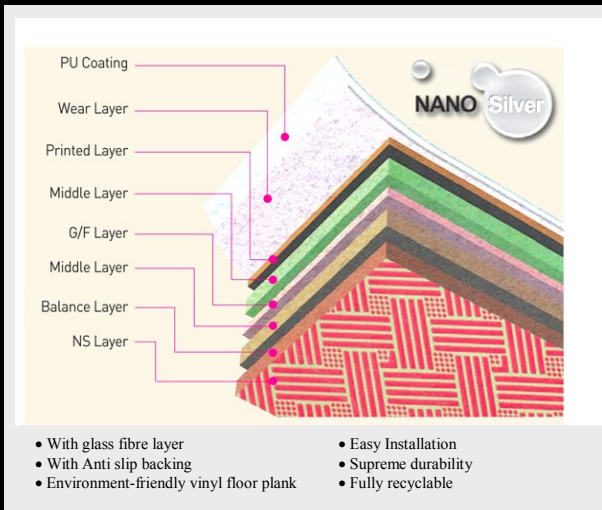 PU Coating
Wear Layer
Printed Layer
Middle Layer
G/F Layer
Middle Layer
Balance Layer
NS Layer
NANO Silver
• With glass fibre layer
• With Anti slip backing
• Environment-friendly vinyl floor plank
• Easy Installation
• Supreme durability
• Fully recyclable